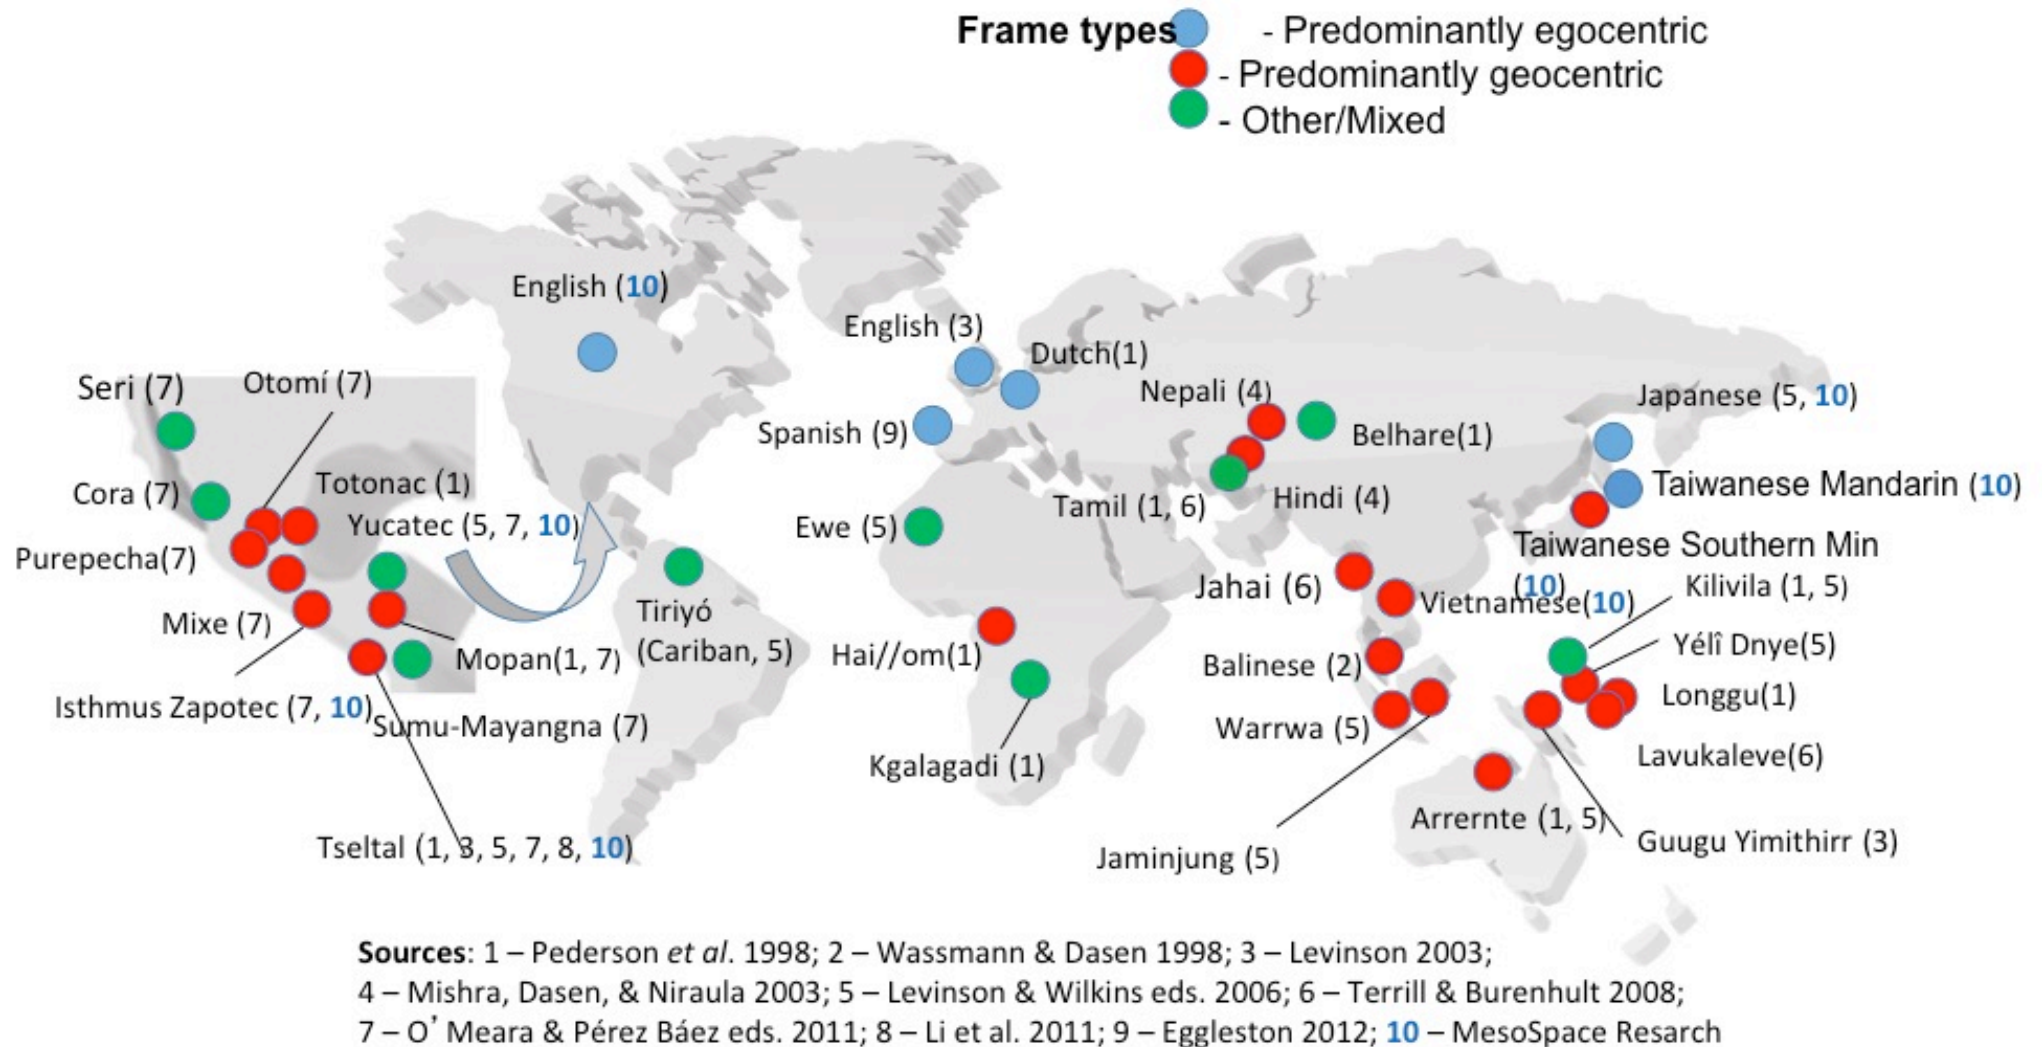 Frame types
- Predominantly egocentric
- Predominantly geocentric
- Other/Mixed
English (10)
English (3)
Dutch(1)
Spanish (9)
Nepali (4)
Belhare(1)
Japanese (5, 10)
Seri (7)
Otomí (7)
Cora (7)
Totonac (1)
Yucatec (5, 7, 10)
Purepecha(7)
Mixe (7)
Isthmus Zapotec (7, 10)
Mopan(1, 7)
Sumu-Mayangna (7)
Tseltal (1, 3, 5, 7, 8, 10)
Tiriyó
(Cariban, 5)
Ewe (5)
Hai//om(1)
Kgalagadi (1)
Tamil (1, 6)
Hindi (4)
Taiwanese Mandarin (10)
Taiwanese Southern Min
(10)
Jahai (6)
Vietnamese(10)
Kilivila (1, 5)
Yélî Dnye(5)
Balinese (2)
Longgu(1)
Warrwa (5)
Lavukaleve(6)
Arrernte (1, 5)
Guugu Yimithirr (3)
Jaminjung (5)
Sources: 1 – Pederson et al. 1998; 2 – Wassmann & Dasen 1998; 3 – Levinson 2003;
4 – Mishra, Dasen, & Niraula 2003; 5 – Levinson & Wilkins eds. 2006; 6 – Terrill & Burenhult 2008;
7 – O’ Meara & Pérez Báez eds. 2011; 8 – Li et al. 2011; 9 – Eggleston 2012; 10 – MesoSpace Resarch